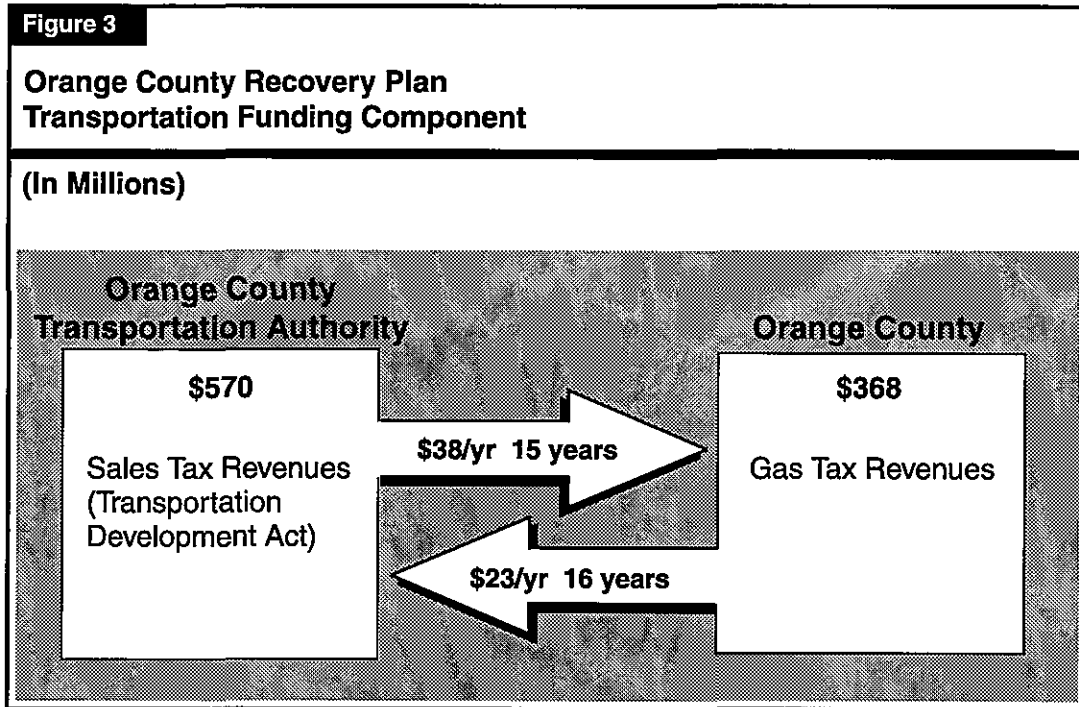 Figure 3
Orange County Recovery Plan
Transportation Funding Component
(In Millions)
Orange County
Transportation Authority
$570
Sales Tax Revenues
(Transportation
Development Act)
$38/yr 15 years
$23/yr 16 years
Orange County
$368
Gas Tax Revenues